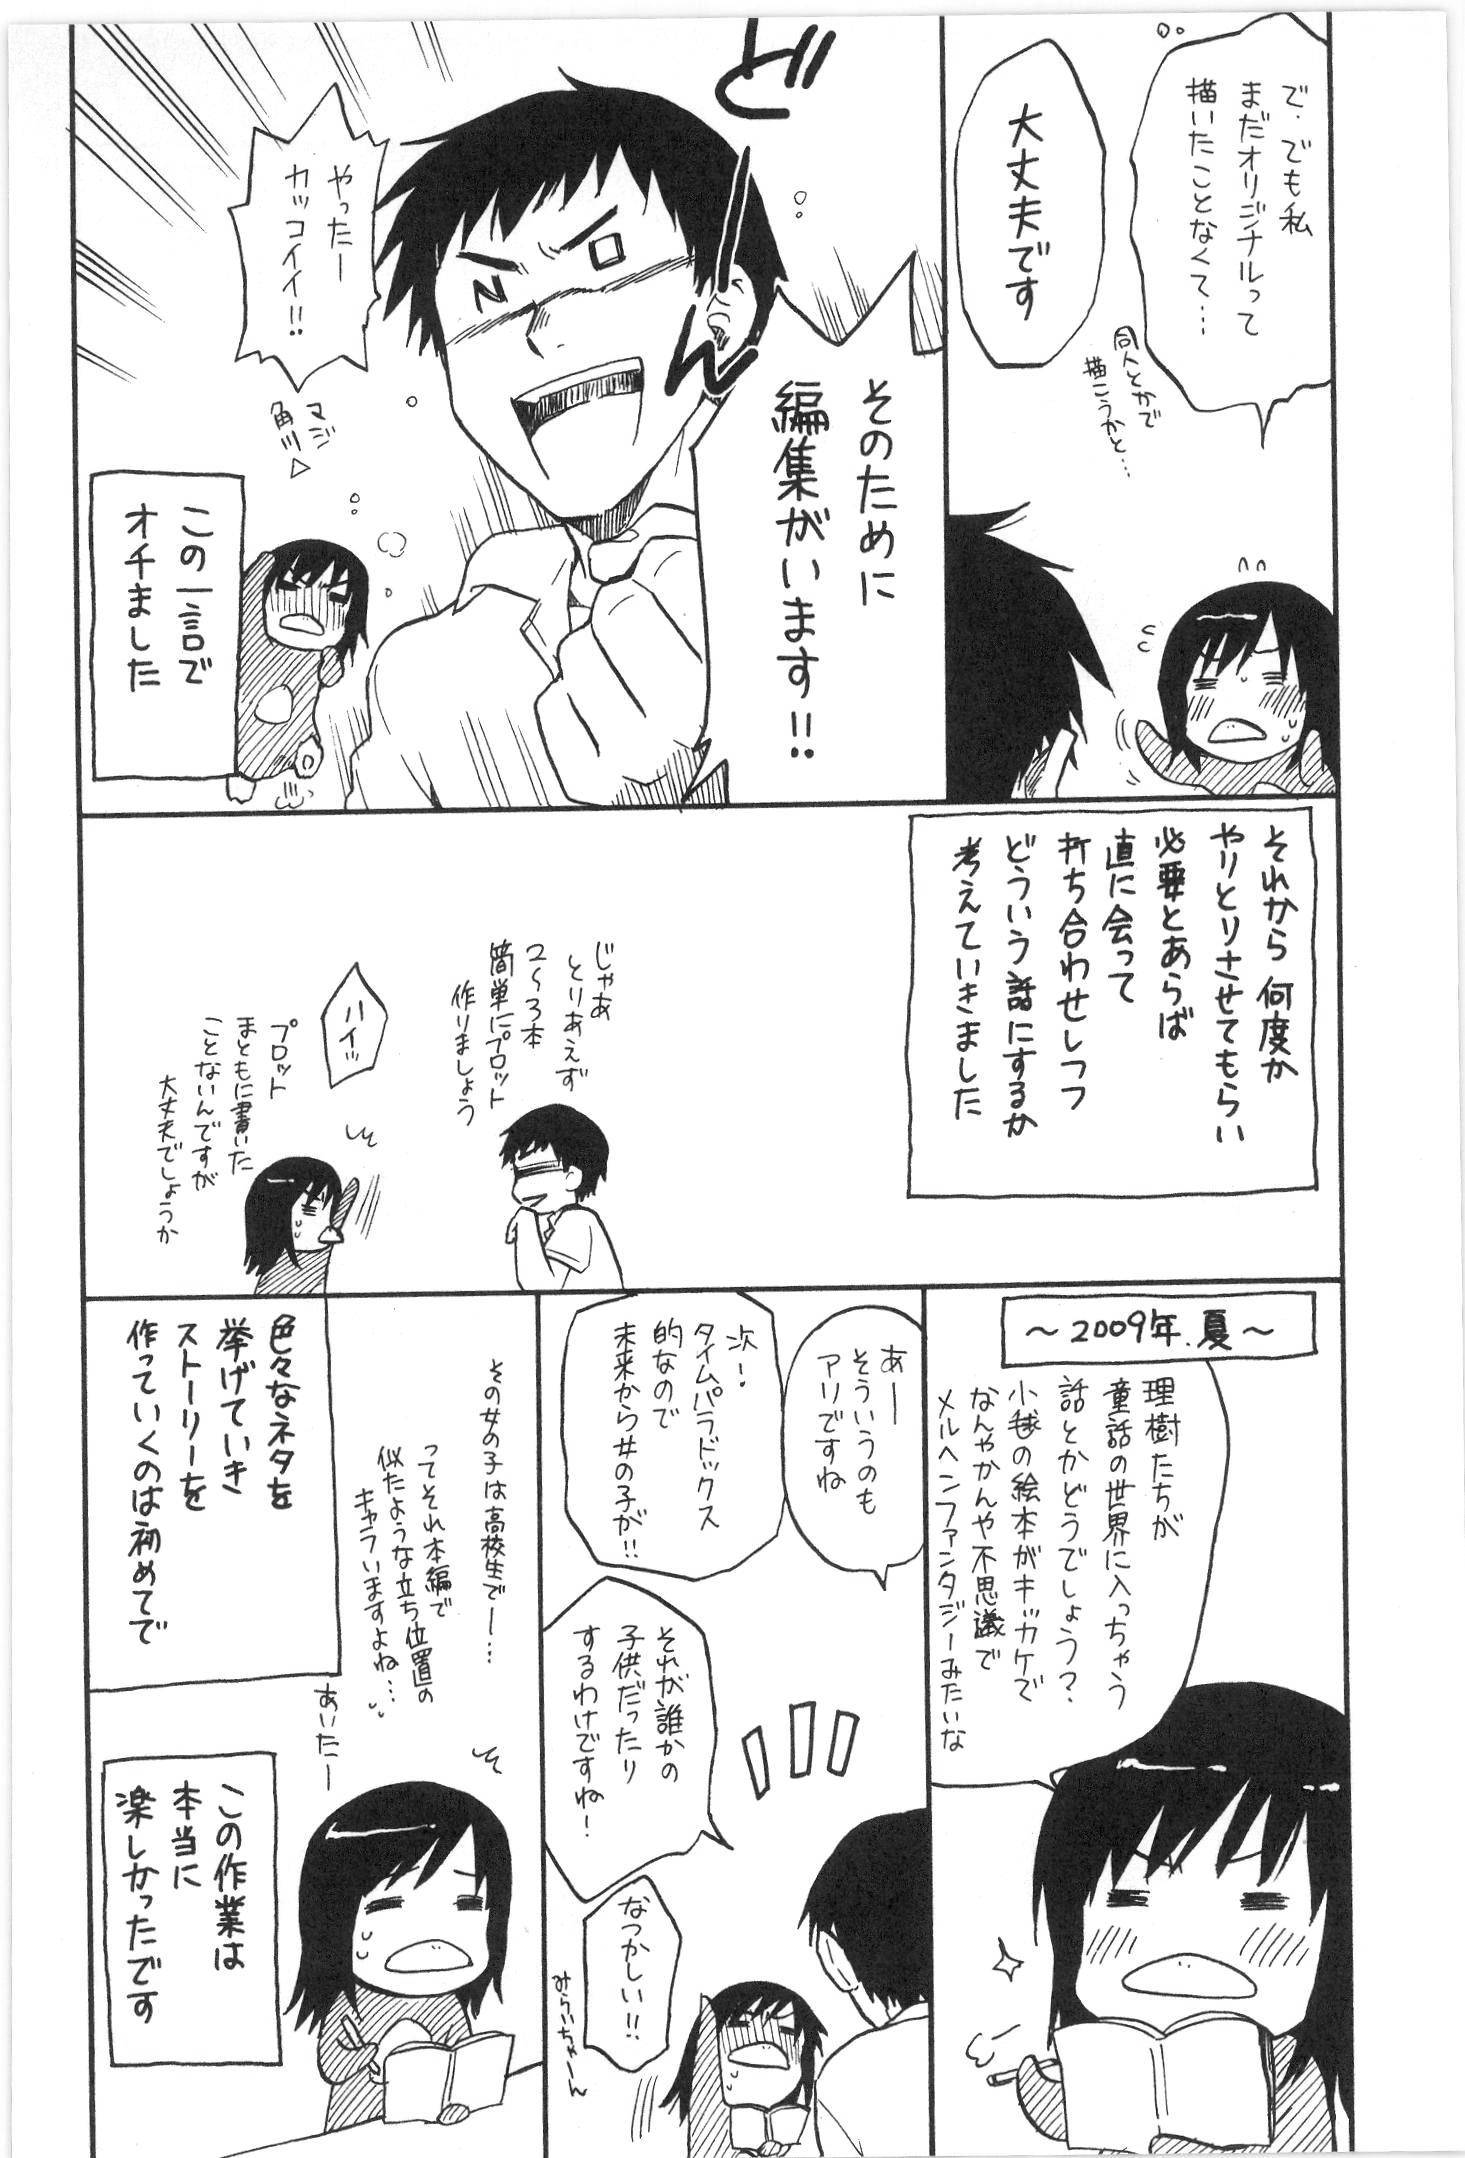 で、でも私
まだオリジナルって
描いたことなくて…
同人とかで
描こうかと…
大丈夫です
そのために
編集がいます!!
どん
やったー
カッコイイ!!
マジ
角川
この一言で
オチました
それから何度か
やりとりさせてもらい
必要とあらば
直に会って
打ち合わせしつつ
どういう話にするか
考えていきました
じゃあ
とりあえず
2〜3本
簡単にプロット
作りましょう
ハイッ
プロット
まともに書いた
ことないんですが
大丈夫でしょうか
〜2009年、夏〜
理樹たちが
童話の世界に入っちゃう
話とかどうでしょう?
小毬の絵本がキッカケで
なんやかんや不思議で
メルヘンファンタジーみたいな
あー
そういうのも
アリですね
次!
タイムパラドックス
的なので
未来から女の子が!!
それが誰かの
子供だったり
するわけですね!
なつかしい!!
みらいちゃーん
その女の子は高校生でー…
ってそれ本編で
似たような立ち位置の
キャラいますよね…
あいたー
色々なネタを
挙げていき
ストーリーを
作っていくのは初めてで
この作業は
本当に
楽しかったです